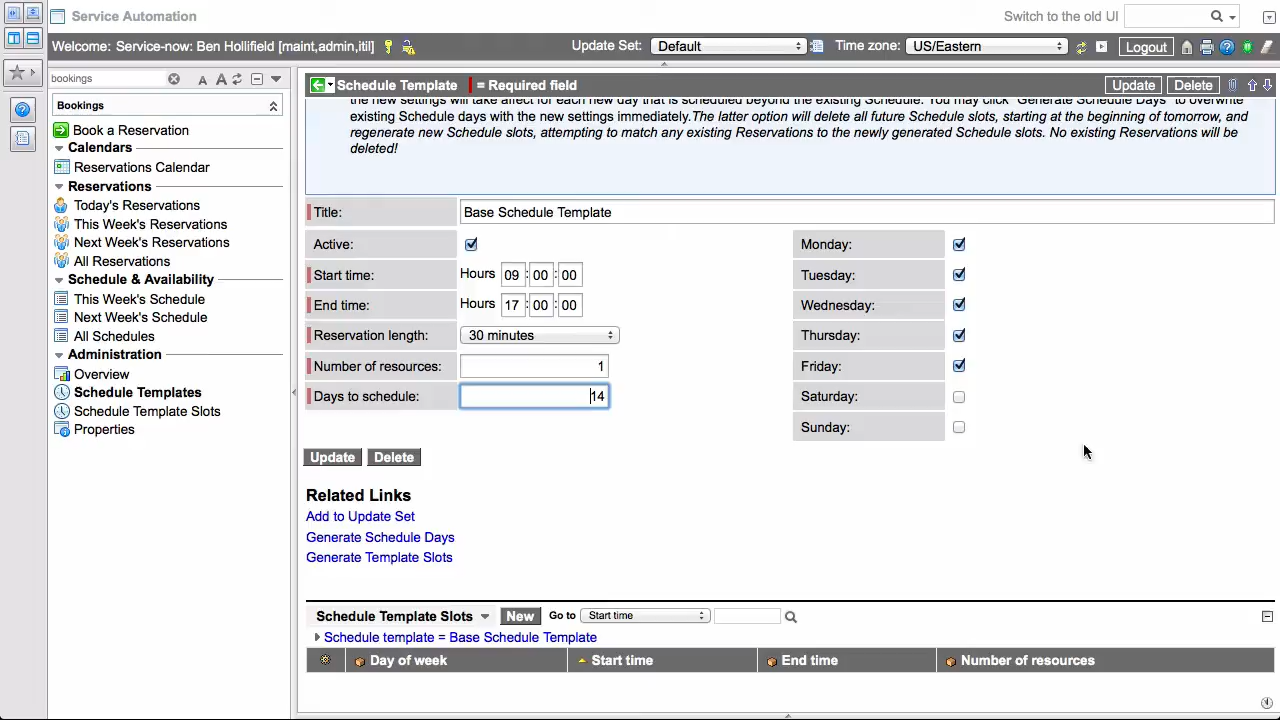 Service Automation
Switch to the old UI
Welcome: Service-now: Ben Hollifield [maint,admin,itil]
Update Set: Default
Time zone: US/Eastern
Logout
bookings
A A
Bookings
Book a Reservation
Calendars
Reservations Calendar
Reservations
Today's Reservations
This Week's Reservations
Next Week's Reservations
All Reservations
Schedule & Availability
This Week's Schedule
Next Week's Schedule
All Schedules
Administration
Overview
Schedule Templates
Schedule Template Slots
Properties
Schedule Template = Required field
Update Delete
the new settings will take affect for each new day that is scheduled beyond the existing Schedule. You may click "Generate Schedule Days" to overwrite
existing Schedule days with the new settings immediately.The latter option will delete all future Schedule slots, starting at the beginning of tomorrow, and
regenerate new Schedule slots, attempting to match any existing Reservations to the newly generated Schedule slots. No existing Reservations will be
deleted!
Title: Base Schedule Template
Active:
Start time: Hours 09 : 00 : 00
End time: Hours 17 : 00 : 00
Reservation length: 30 minutes
Number of resources: 1
Days to schedule: 14
Monday:
Tuesday:
Wednesday:
Thursday:
Friday:
Saturday:
Sunday:
Update Delete
Related Links
Add to Update Set
Generate Schedule Days
Generate Template Slots
Schedule Template Slots New Go to Start time
Schedule template = Base Schedule Template
Day of week Start time End time Number of resources